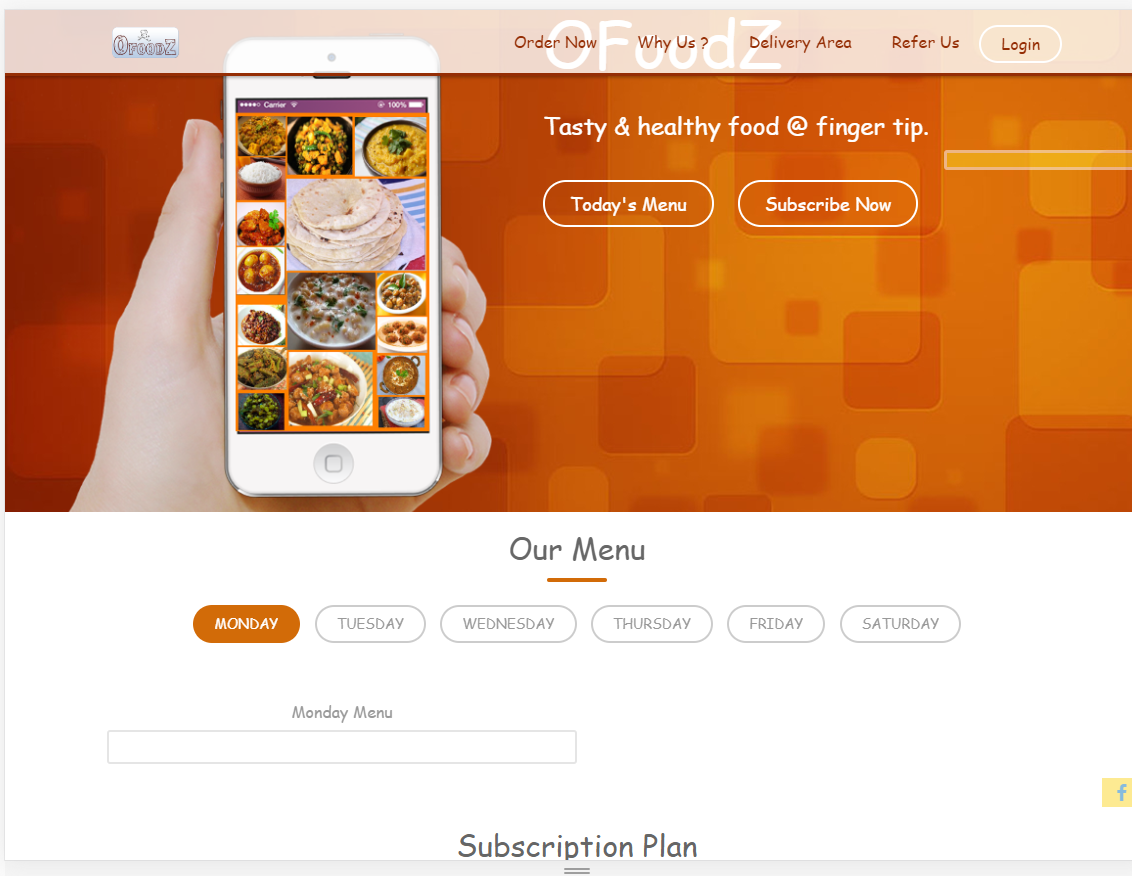 OFOODZ
OFoodZ
Order Now
Why Us ?
Delivery Area
Refer Us
Login
Carrier
100%
Tasty & healthy food @ finger tip.
Today's Menu
Subscribe Now
Our Menu
MONDAY
TUESDAY
WEDNESDAY
THURSDAY
FRIDAY
SATURDAY
Monday Menu
f
Subscription Plan